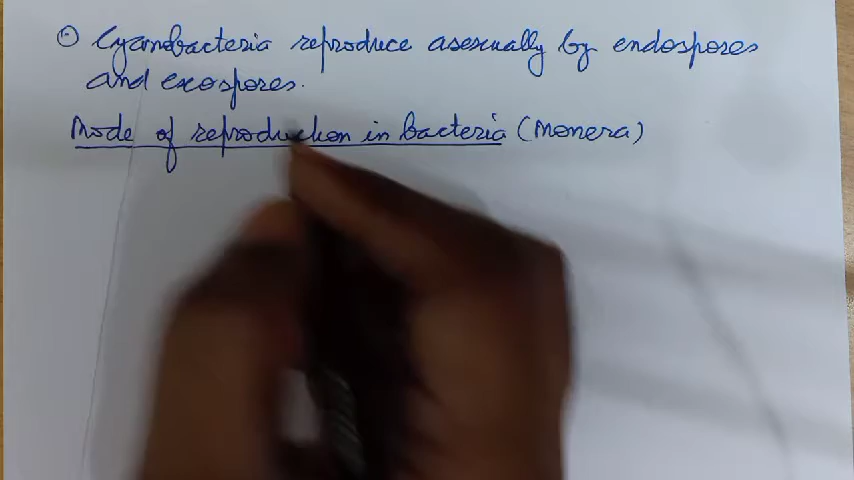 Cyanobacteria reproduce asexually by endospores
and exospores.
Mode of reproduction in bacteria (Monera)